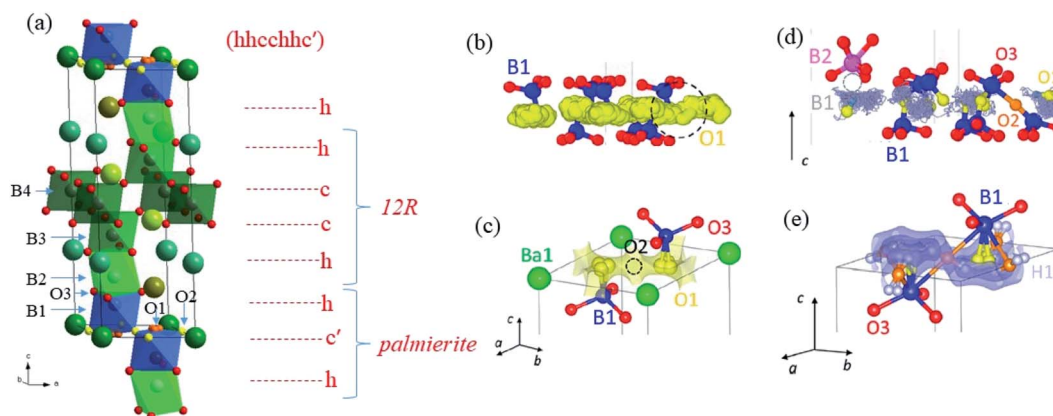 (a)
(hhcchhc′)
h
h
c
c
h
h
c′
h
12R
palmierite
B4
B3
B2
O3
B1
O1
O2
c
b
a
(b)
B1
O1
(c)
O3
O2
Ba1
O1
B1
c
a
b
(d)
B2
O3
O
B1
O2
B1
c
(e)
B1
H1
O3
c
a
b